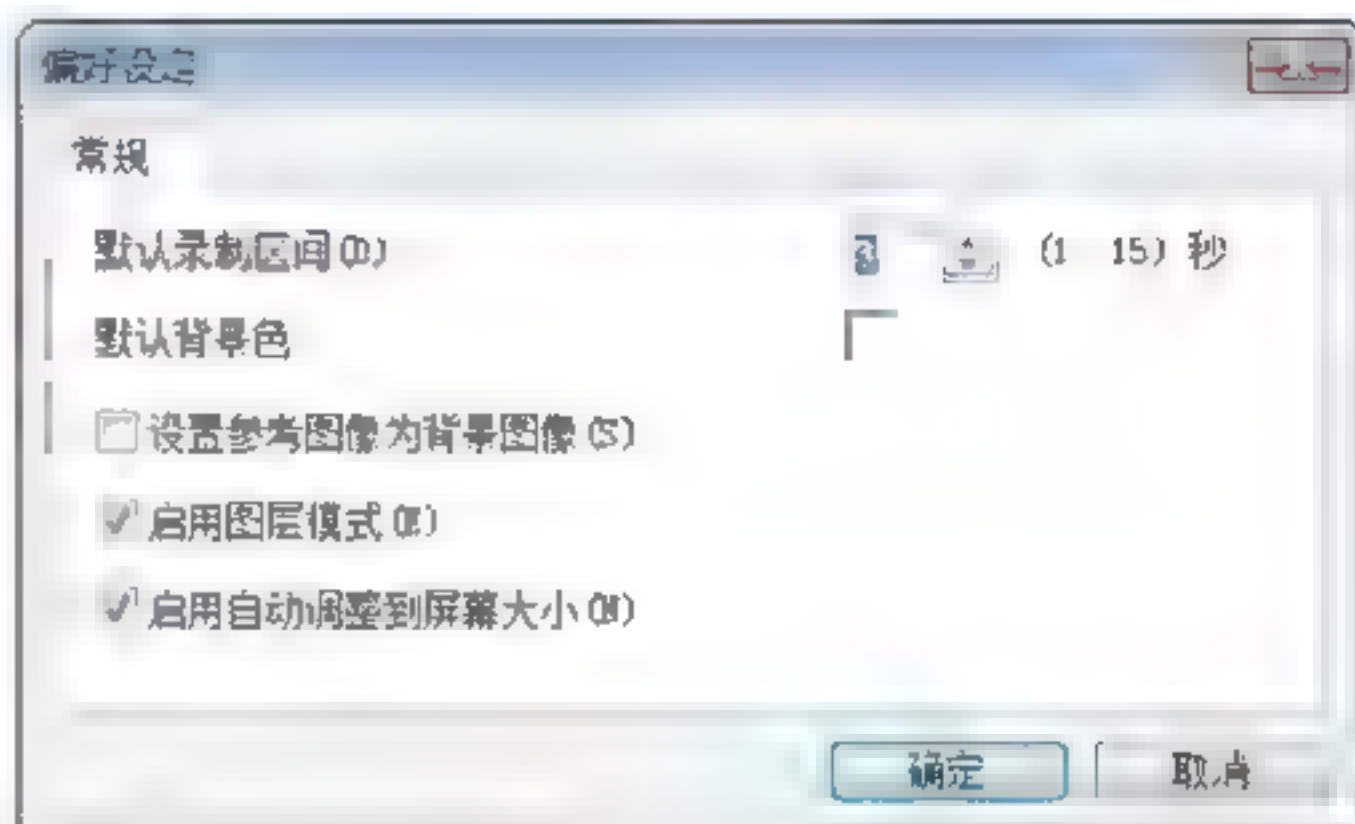 偏好设定
常规
默认录制区间(D) 3 (1 15) 秒
默认背景色
设置参考图像为背景图像(S)
启用图层模式(E)
启用自动调整到屏幕大小(N)
确定 取消